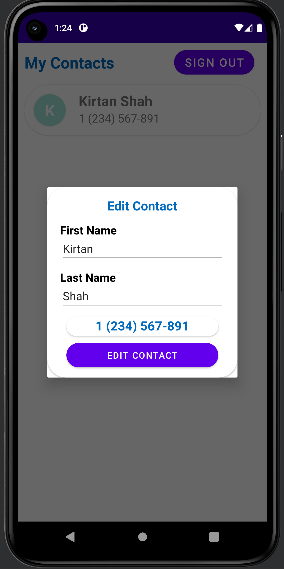 1:24
My Contacts
SIGN OUT
K
Kirtan Shah
1 (234) 567-891
Edit Contact
First Name
Kirtan
Last Name
Shah
1 (234) 567-891
EDIT CONTACT